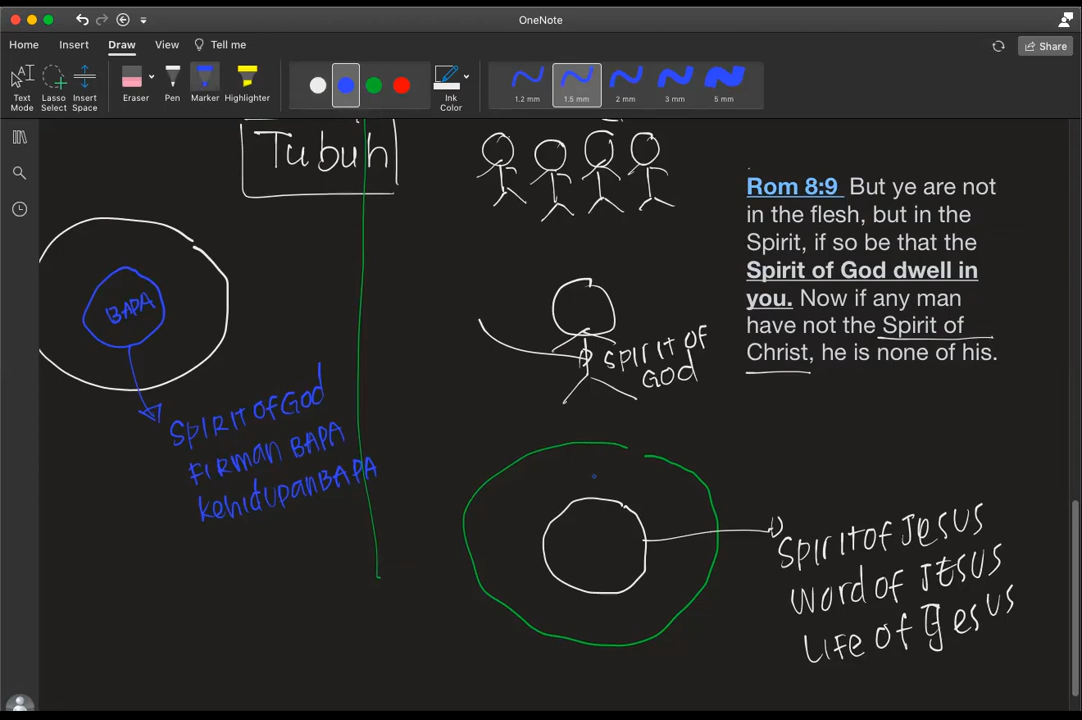 OneNote
Home Insert Draw View Tell me
Share
Text Mode
Lasso Select
Insert Space
Eraser
Pen
Marker
Highlighter
Ink Color
1.2 mm
1.5 mm
2 mm
3 mm
5 mm
Tubuh
Rom 8:9 But ye are not
in the flesh, but in the
Spirit, if so be that the
Spirit of God dwell in
you. Now if any man
have not the Spirit of
Christ, he is none of his.
BAPA
SPIRIT OF GOD
FIRMAN BAPA
kehidupan BAPA
SPIRIT OF
GOD
SPIRIT OF JESUS
WORD OF JESUS
LIFE OF JESUS